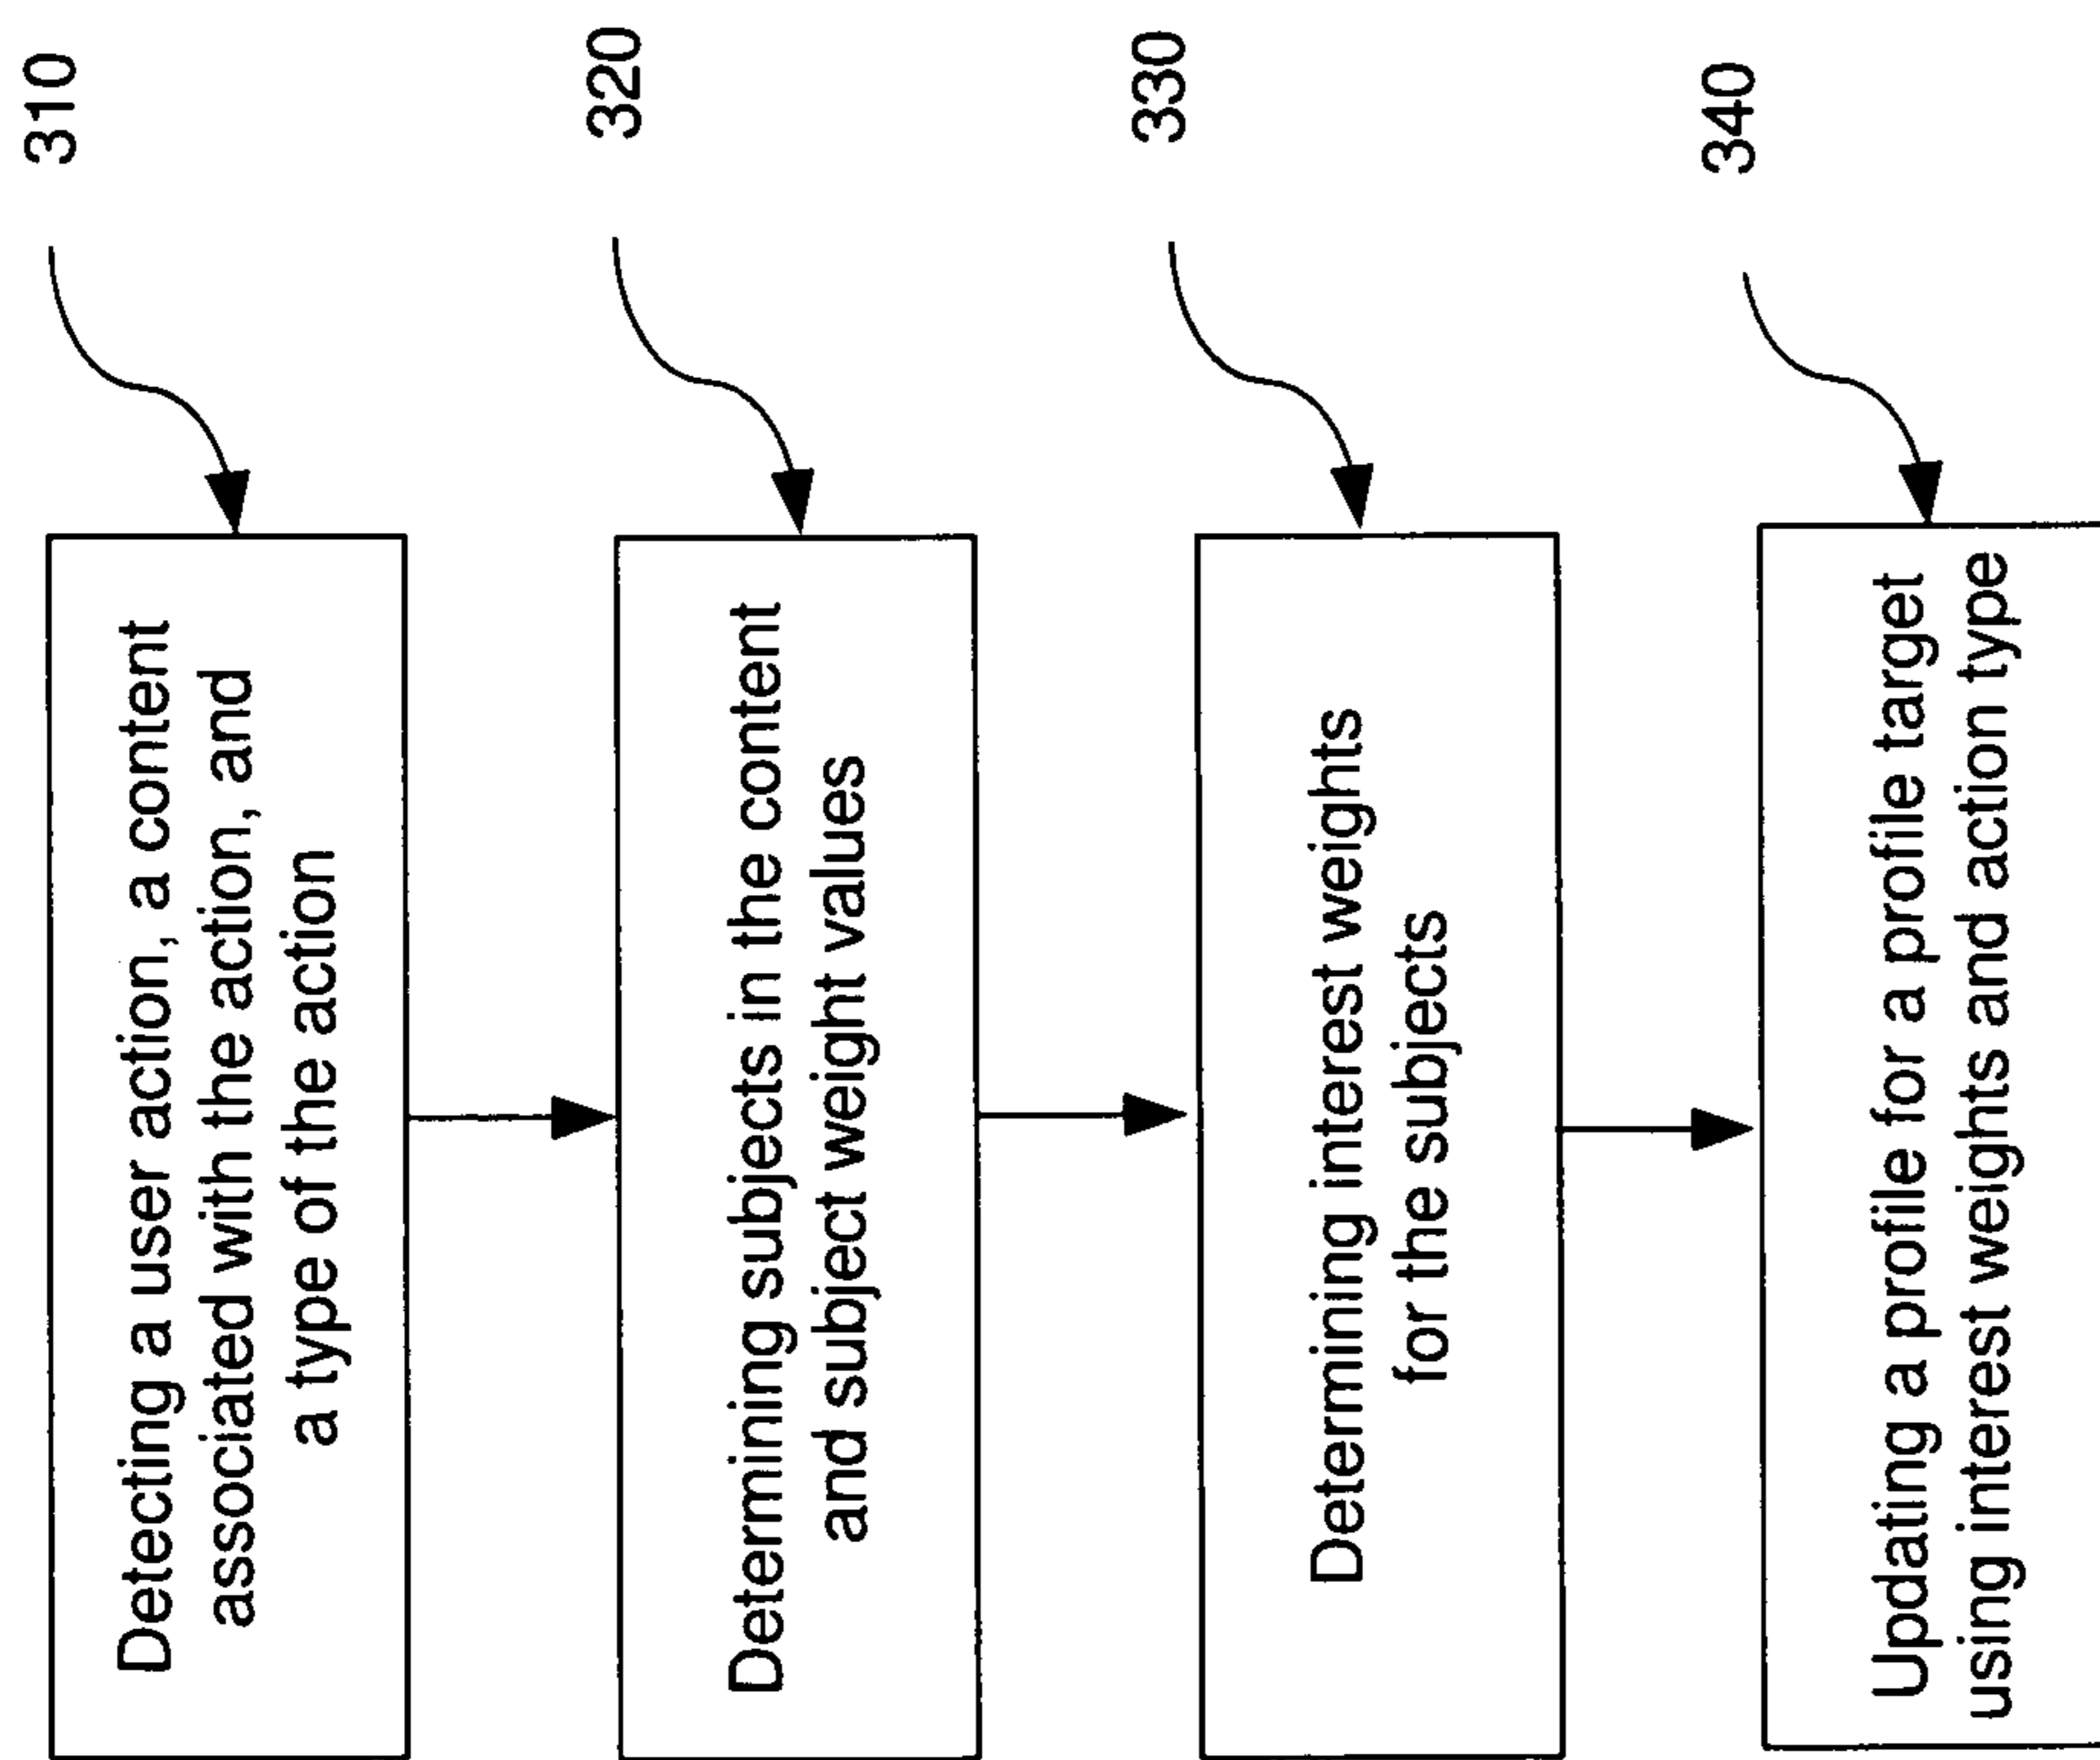 Detecting a user action, a content
associated with the action, and
a type of the action
310
Determining subjects in the content
and subject weight values
320
Determining interest weights
for the subjects
330
Updating a profile for a profile target
using interest weights and action type
340